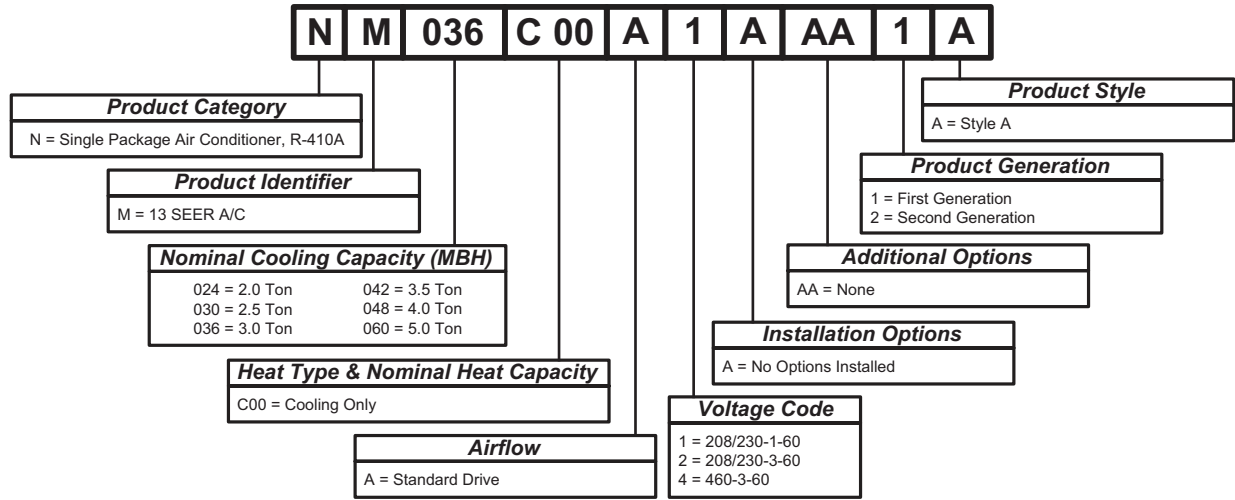 N M 036 C 00 A 1 A AA 1 A
Product Category
N = Single Package Air Conditioner, R-410A
Product Identifier
M = 13 SEER A/C
Nominal Cooling Capacity (MBH)
024 = 2.0 Ton 042 = 3.5 Ton
030 = 2.5 Ton 048 = 4.0 Ton
036 = 3.0 Ton 060 = 5.0 Ton
Heat Type & Nominal Heat Capacity
C00 = Cooling Only
Airflow
A = Standard Drive
Product Style
A = Style A
Product Generation
1 = First Generation
2 = Second Generation
Additional Options
AA = None
Installation Options
A = No Options Installed
Voltage Code
1 = 208/230-1-60
2 = 208/230-3-60
4 = 460-3-60